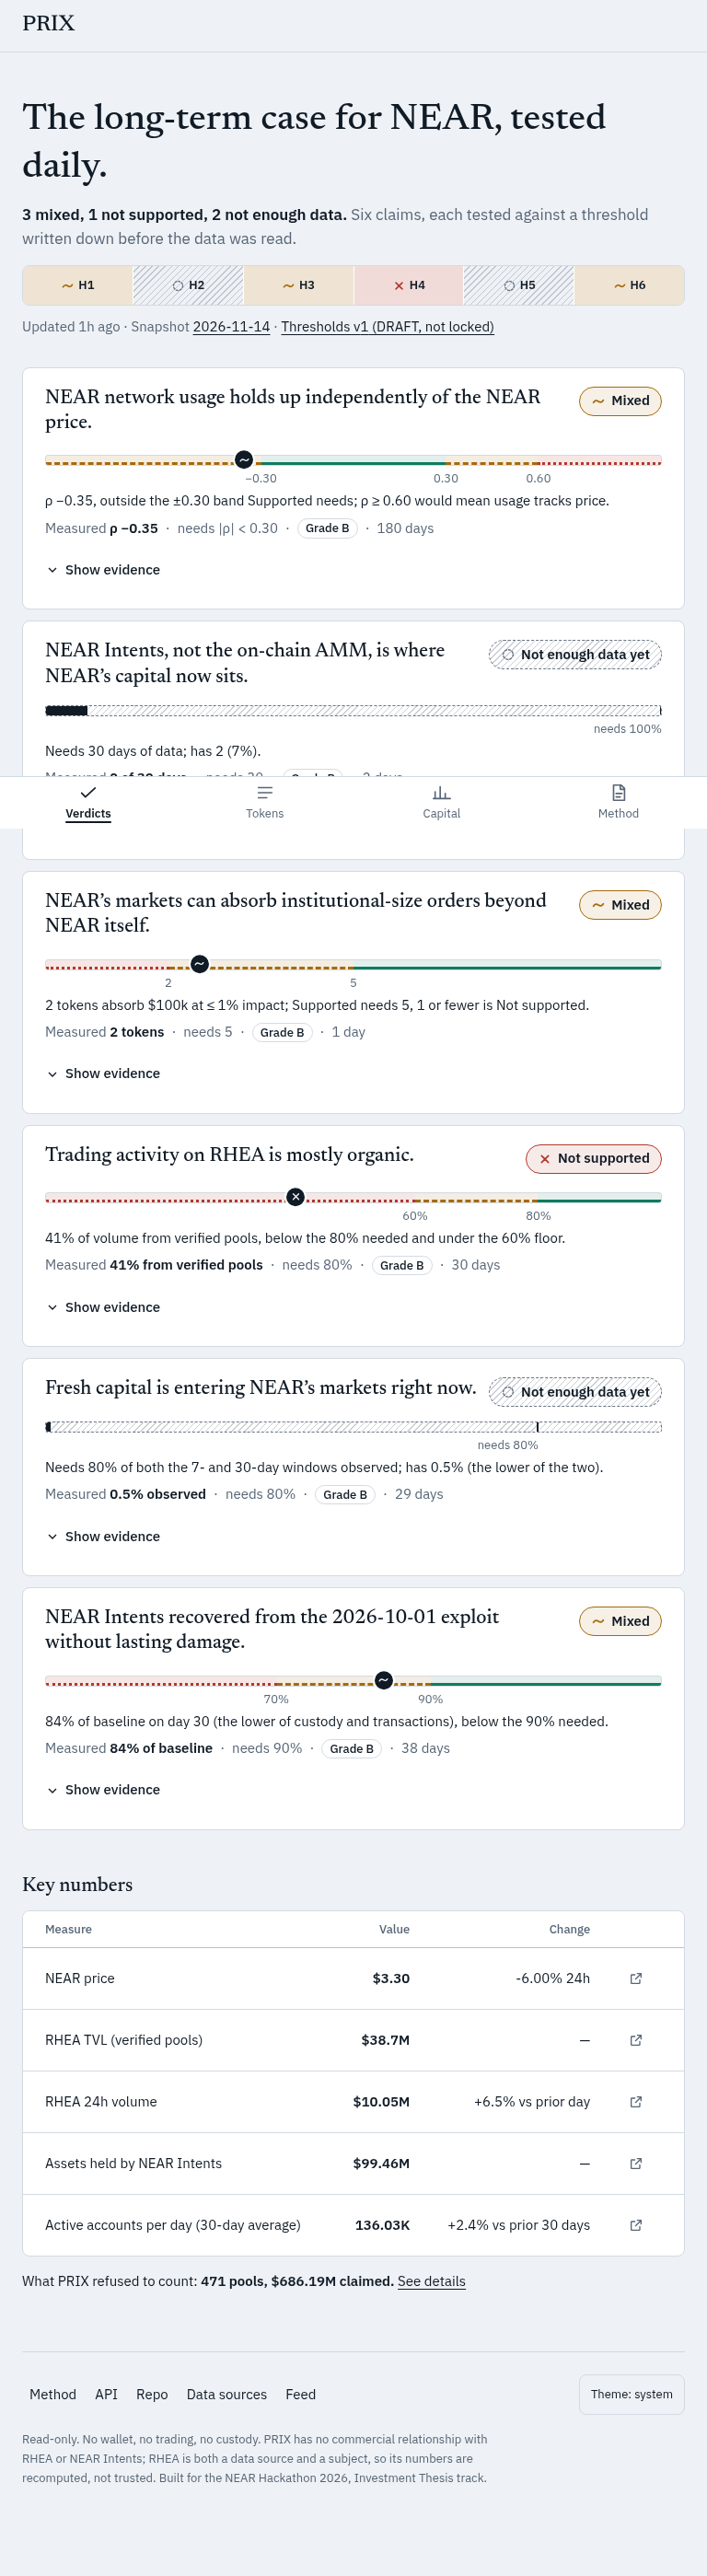 PRIX
The long-term case for NEAR, tested
daily.
3 mixed, 1 not supported, 2 not enough data. Six claims, each tested against a threshold
written down before the data was read.
~ H1 H2 ~ H3 × H4 H5 ~ H6
Updated 1h ago · Snapshot 2026-11-14 · Thresholds v1 (DRAFT, not locked)
NEAR network usage holds up independently of the NEAR
price.
~ Mixed
−0.30 0.30 0.60
ρ −0.35, outside the ±0.30 band Supported needs; ρ ≥ 0.60 would mean usage tracks price.
Measured ρ −0.35 · needs |ρ| < 0.30 · Grade B · 180 days
Show evidence
NEAR Intents, not the on-chain AMM, is where
NEAR’s capital now sits.
Not enough data yet
needs 100%
Needs 30 days of data; has 2 (7%).
Verdicts Tokens Capital Method
NEAR’s markets can absorb institutional-size orders beyond
NEAR itself.
~ Mixed
2 5
2 tokens absorb $100k at ≤ 1% impact; Supported needs 5, 1 or fewer is Not supported.
Measured 2 tokens · needs 5 · Grade B · 1 day
Show evidence
Trading activity on RHEA is mostly organic.
× Not supported
60% 80%
41% of volume from verified pools, below the 80% needed and under the 60% floor.
Measured 41% from verified pools · needs 80% · Grade B · 30 days
Show evidence
Fresh capital is entering NEAR’s markets right now.
Not enough data yet
needs 80%
Needs 80% of both the 7- and 30-day windows observed; has 0.5% (the lower of the two).
Measured 0.5% observed · needs 80% · Grade B · 29 days
Show evidence
NEAR Intents recovered from the 2026-10-01 exploit
without lasting damage.
~ Mixed
70% 90%
84% of baseline on day 30 (the lower of custody and transactions), below the 90% needed.
Measured 84% of baseline · needs 90% · Grade B · 38 days
Show evidence
Key numbers
Measure Value Change
NEAR price $3.30 -6.00% 24h
RHEA TVL (verified pools) $38.7M —
RHEA 24h volume $10.05M +6.5% vs prior day
Assets held by NEAR Intents $99.46M —
Active accounts per day (30-day average) 136.03K +2.4% vs prior 30 days
What PRIX refused to count: 471 pools, $686.19M claimed. See details
Method API Repo Data sources Feed
Theme: system
Read-only. No wallet, no trading, no custody. PRIX has no commercial relationship with
RHEA or NEAR Intents; RHEA is both a data source and a subject, so its numbers are
recomputed, not trusted. Built for the NEAR Hackathon 2026, Investment Thesis track.